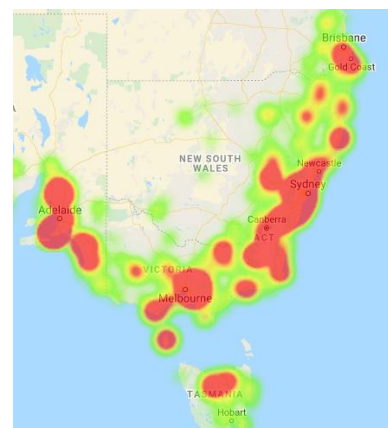 Brisbane
Gold Coast
NEW SOUTH
WALES
Newcastle
Sydney
Adelaide
Canberra
ACT
VICTORIA
Melbourne
TASMANIA
Hobart